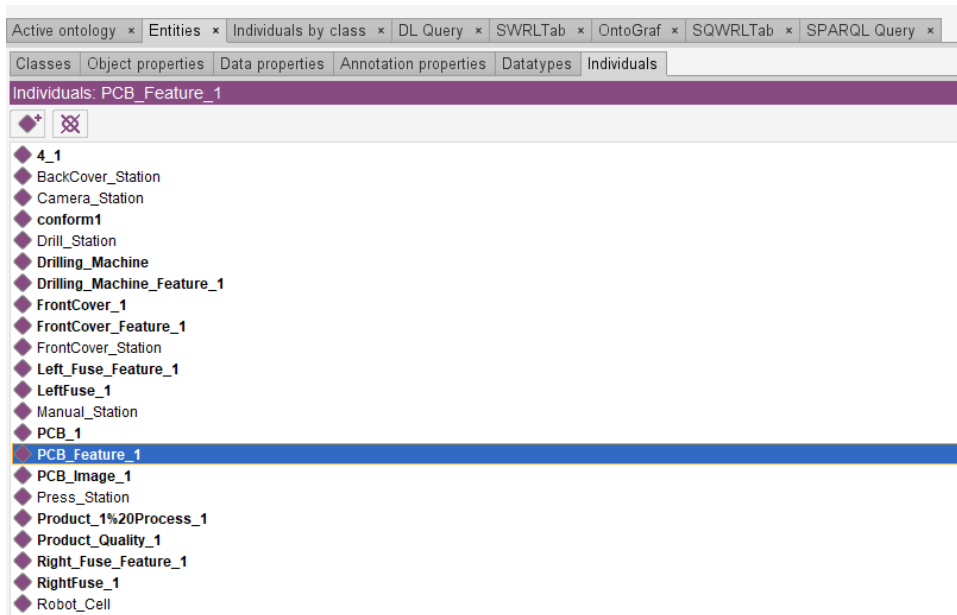 Active ontology × Entities × Individuals by class × DL Query × SWRLTab × OntoGraf × SQWRLTab × SPARQL Query ×
Classes Object properties Data properties Annotation properties Datatypes Individuals
Individuals: PCB_Feature_1
4_1
BackCover_Station
Camera_Station
conform1
Drill_Station
Drilling_Machine
Drilling_Machine_Feature_1
FrontCover_1
FrontCover_Feature_1
FrontCover_Station
Left_Fuse_Feature_1
LeftFuse_1
Manual_Station
PCB_1
PCB_Feature_1
PCB_Image_1
Press_Station
Product_1%20Process_1
Product_Quality_1
Right_Fuse_Feature_1
RightFuse_1
Robot_Cell